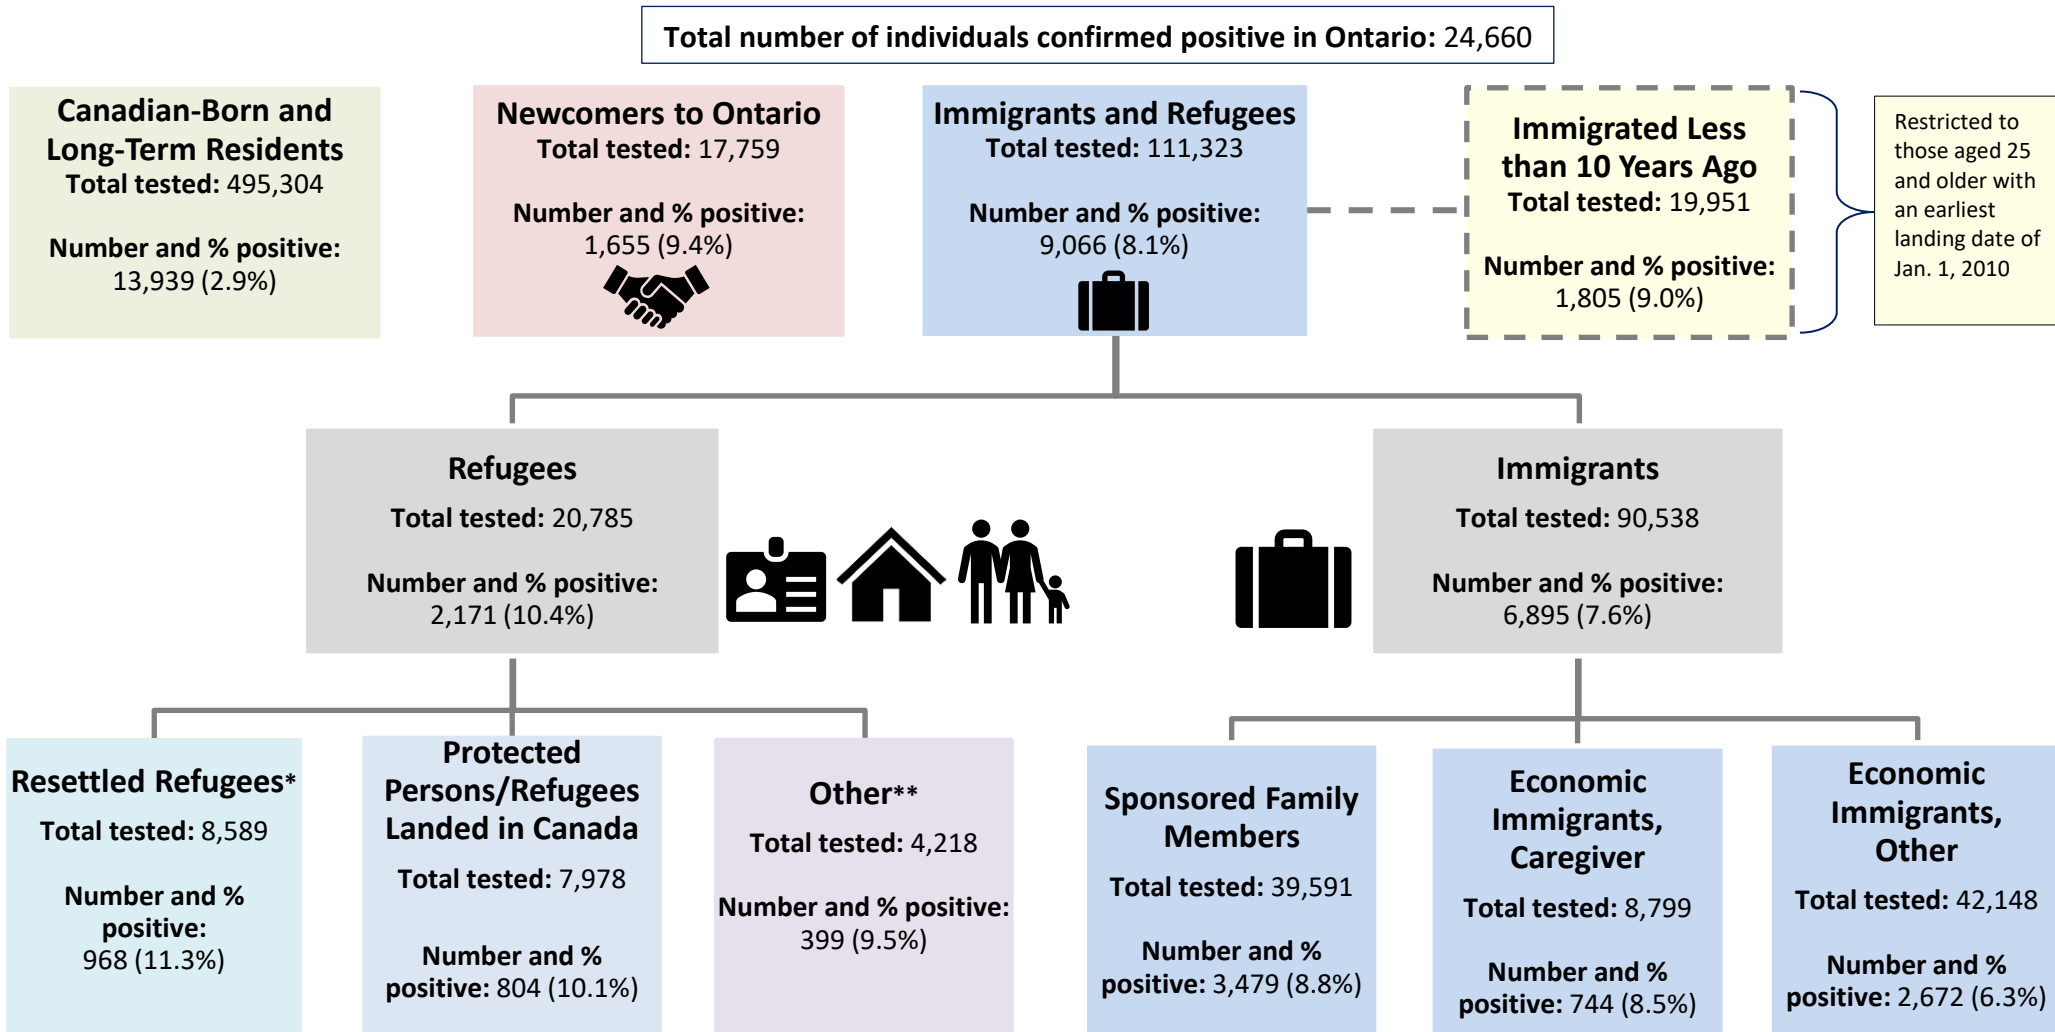 Total number of individuals confirmed positive in Ontario: 24,660
Canadian-Born and
Long-Term Residents
Total tested: 495,304
Number and % positive:
13,939 (2.9%)
Newcomers to Ontario
Total tested: 17,759
Number and % positive:
1,655 (9.4%)
Immigrants and Refugees
Total tested: 111,323
Number and % positive:
9,066 (8.1%)
Immigrated Less
than 10 Years Ago
Total tested: 19,951
Number and % positive:
1,805 (9.0%)
Restricted to
those aged 25
and older with
an earliest
landing date of
Jan. 1, 2010
Refugees
Total tested: 20,785
Number and % positive:
2,171 (10.4%)
Immigrants
Total tested: 90,538
Number and % positive:
6,895 (7.6%)
Resettled Refugees*
Total tested: 8,589
Number and %
positive:
968 (11.3%)
Protected
Persons/Refugees
Landed in Canada
Total tested: 7,978
Number and %
positive: 804 (10.1%)
Other**
Total tested: 4,218
Number and % positive:
399 (9.5%)
Sponsored Family
Members
Total tested: 39,591
Number and %
positive: 3,479 (8.8%)
Economic
Immigrants,
Caregiver
Total tested: 8,799
Number and %
positive: 744 (8.5%)
Economic
Immigrants,
Other
Total tested: 42,148
Number and %
positive: 2,672 (6.3%)